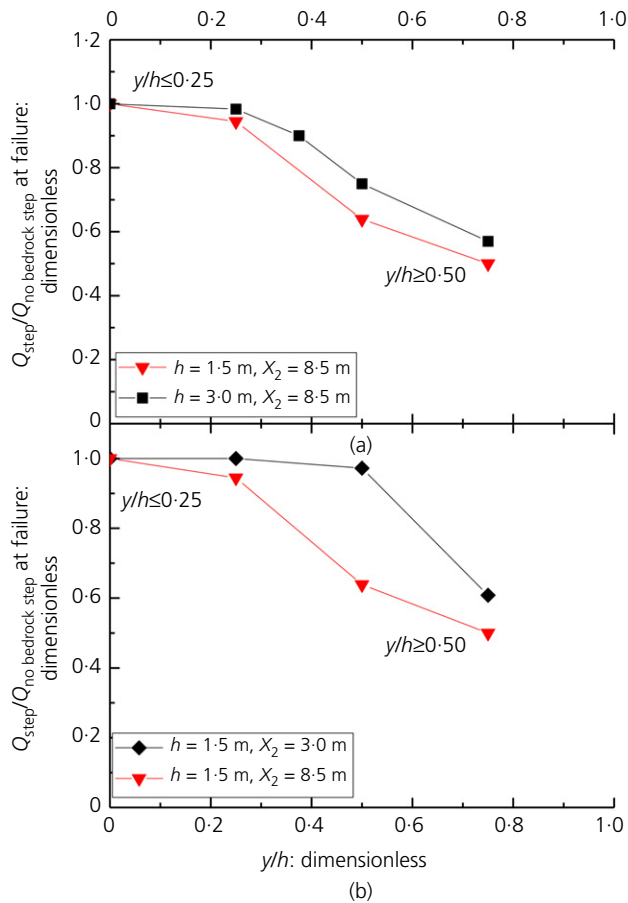 0 0·2 0·4 0·6 0·8 1·0
1·2
1·0
0·8
0·6
0·4
0·2
0
Qstep/Qno bedrock step at failure:
dimensionless
y/h≤0·25
y/h≥0·50
h = 1·5 m, X2 = 8·5 m
h = 3·0 m, X2 = 8·5 m
(a)
1·0
0·8
0·6
0·4
0·2
0
Qstep/Qno bedrock step at failure:
dimensionless
y/h≤0·25
y/h≥0·50
h = 1·5 m, X2 = 3·0 m
h = 1·5 m, X2 = 8·5 m
0 0·2 0·4 0·6 0·8 1·0
y/h: dimensionless
(b)